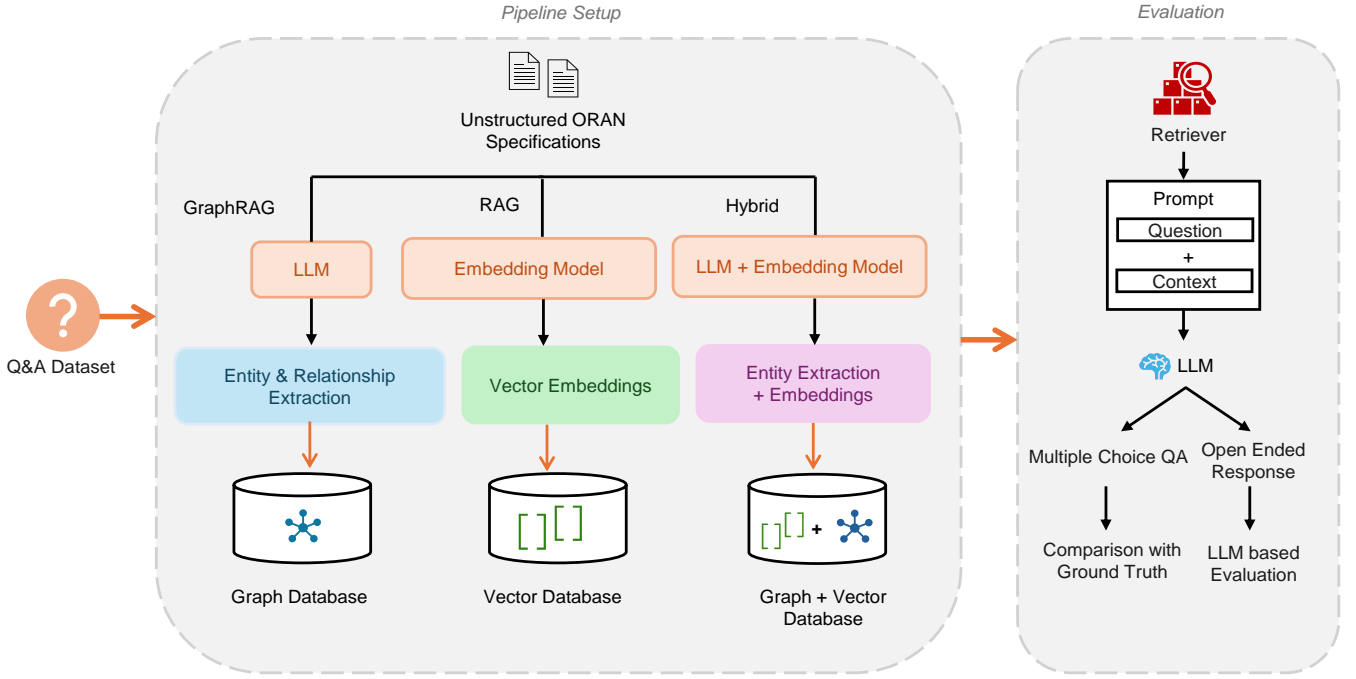 Pipeline Setup
Evaluation
Unstructured ORAN
Specifications
GraphRAG
RAG
Hybrid
LLM
Embedding Model
LLM + Embedding Model
?
Q&A Dataset
Entity & Relationship
Extraction
Vector Embeddings
Entity Extraction
+ Embeddings
[] []
[] [] +
Graph Database
Vector Database
Graph + Vector
Database
Retriever
Prompt
Question
+
Context
LLM
Multiple Choice QA
Open Ended
Response
Comparison with
Ground Truth
LLM based
Evaluation